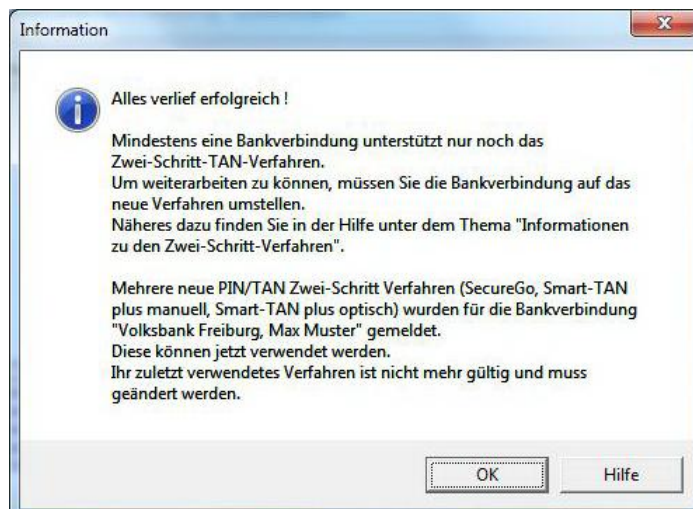 Information
Alles verlief erfolgreich !
Mindestens eine Bankverbindung unterstützt nur noch das
Zwei-Schritt-TAN-Verfahren.
Um weiterarbeiten zu können, müssen Sie die Bankverbindung auf das
neue Verfahren umstellen.
Näheres dazu finden Sie in der Hilfe unter dem Thema "Informationen
zu den Zwei-Schritt-Verfahren".
Mehrere neue PIN/TAN Zwei-Schritt Verfahren (SecureGo, Smart-TAN
plus manuell, Smart-TAN plus optisch) wurden für die Bankverbindung
"Volksbank Freiburg, Max Muster" gemeldet.
Diese können jetzt verwendet werden.
Ihr zuletzt verwendetes Verfahren ist nicht mehr gültig und muss
geändert werden.
OK
Hilfe